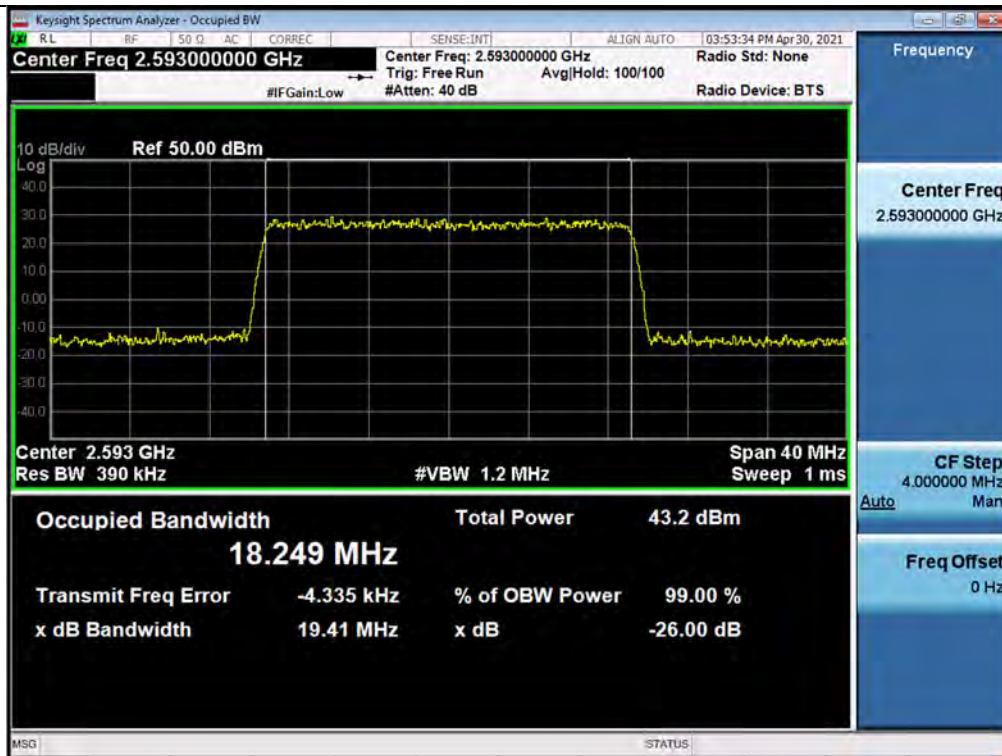 Keysight Spectrum Analyzer - Occupied BW
LXI RL RF 50 Ω AC CORREC SENSE:INT ALIGN AUTO 03:53:34 PM Apr 30, 2021
Center Freq 2.593000000 GHz
Center Freq: 2.593000000 GHz Radio Std: None
Trig: Free Run Avg|Hold: 100/100
#IFGain:Low #Atten: 40 dB Radio Device: BTS
10 dB/div Ref 50.00 dBm
Log
40.0
30.0
20.0
10.0
0.00
-10.0
-20.0
-30.0
-40.0
Center 2.593 GHz Span 40 MHz
Res BW 390 kHz #VBW 1.2 MHz Sweep 1 ms
Occupied Bandwidth Total Power 43.2 dBm
18.249 MHz
Transmit Freq Error -4.335 kHz % of OBW Power 99.00 %
x dB Bandwidth 19.41 MHz x dB -26.00 dB
Frequency
Center Freq
2.593000000 GHz
CF Step
4.000000 MHz
Auto Man
Freq Offset
0 Hz
MSG STATUS